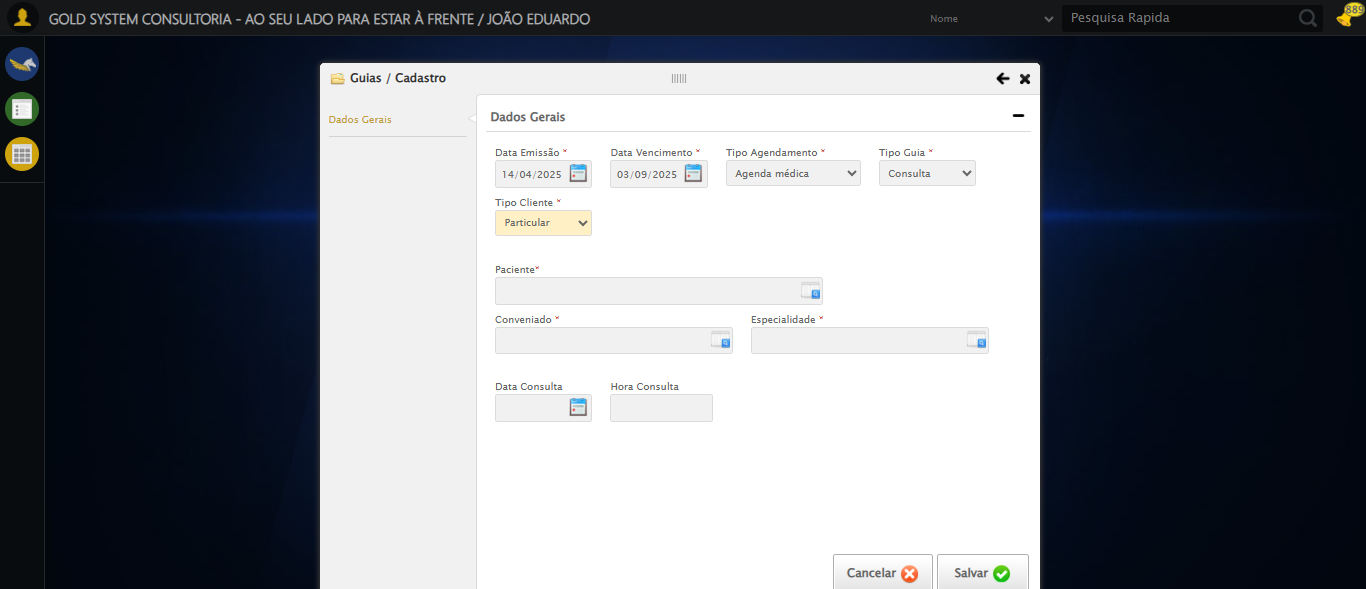 GOLD SYSTEM CONSULTORIA - AO SEU LADO PARA ESTAR À FRENTE / JOÃO EDUARDO
Nome
Pesquisa Rapida
889
Guias / Cadastro
Dados Gerais
Dados Gerais
Data Emissão * Data Vencimento * Tipo Agendamento * Tipo Guia *
14/04/2025 03/09/2025 Agenda médica Consulta
Tipo Cliente *
Particular
Paciente*
Conveniado * Especialidade *
Data Consulta Hora Consulta
Cancelar Salvar